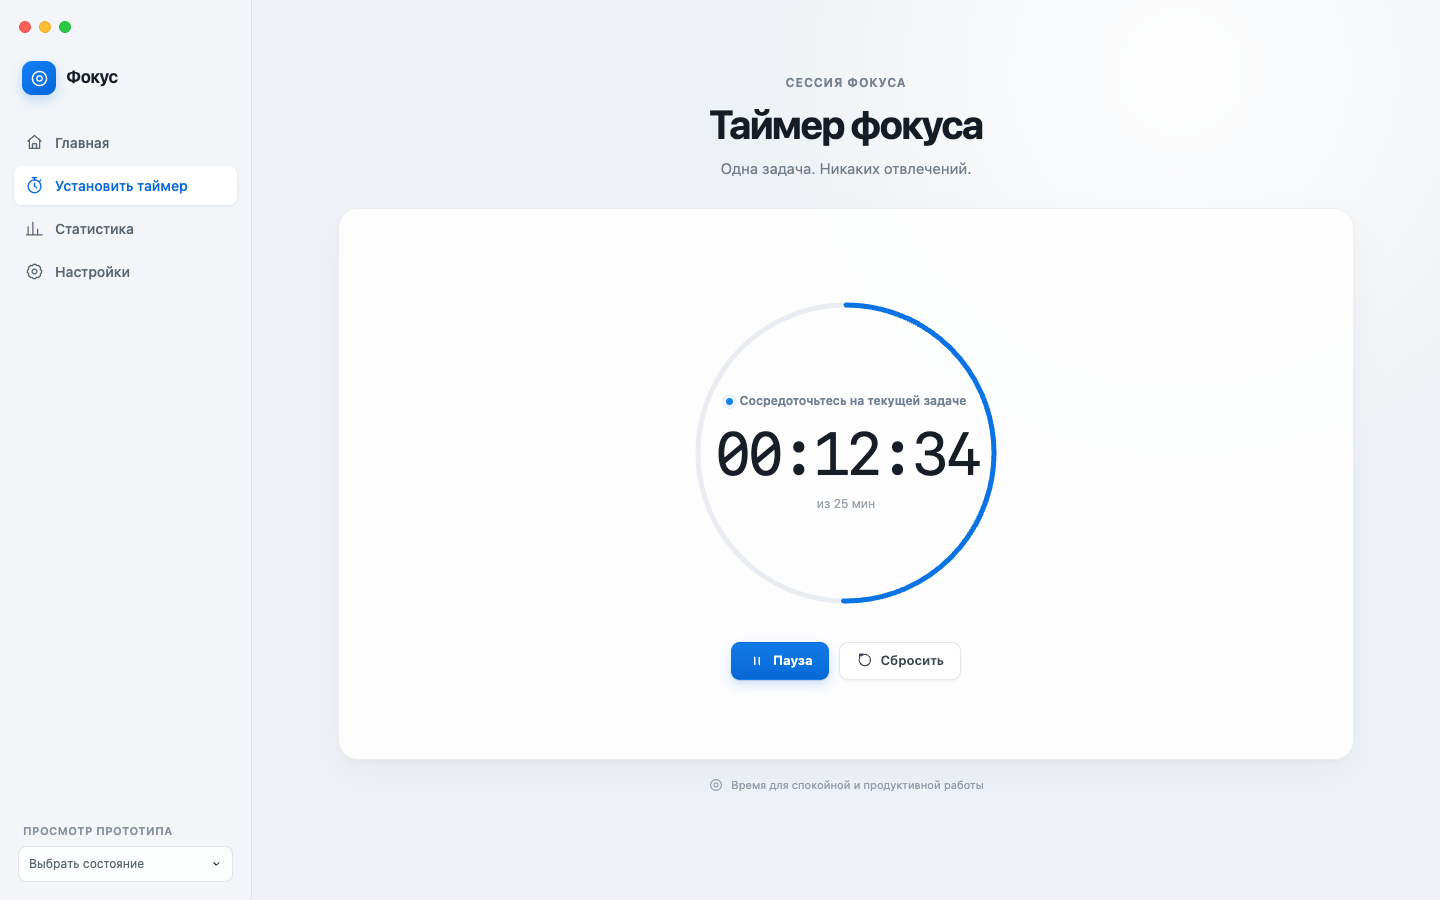 Фокус
Главная
Установить таймер
Статистика
Настройки
ПРОСМОТР ПРОТОТИПА
Выбрать состояние
СЕССИЯ ФОКУСА
Таймер фокуса
Одна задача. Никаких отвлечений.
Сосредоточьтесь на текущей задаче
00:12:34
из 25 мин
Пауза
Сбросить
Время для спокойной и продуктивной работы